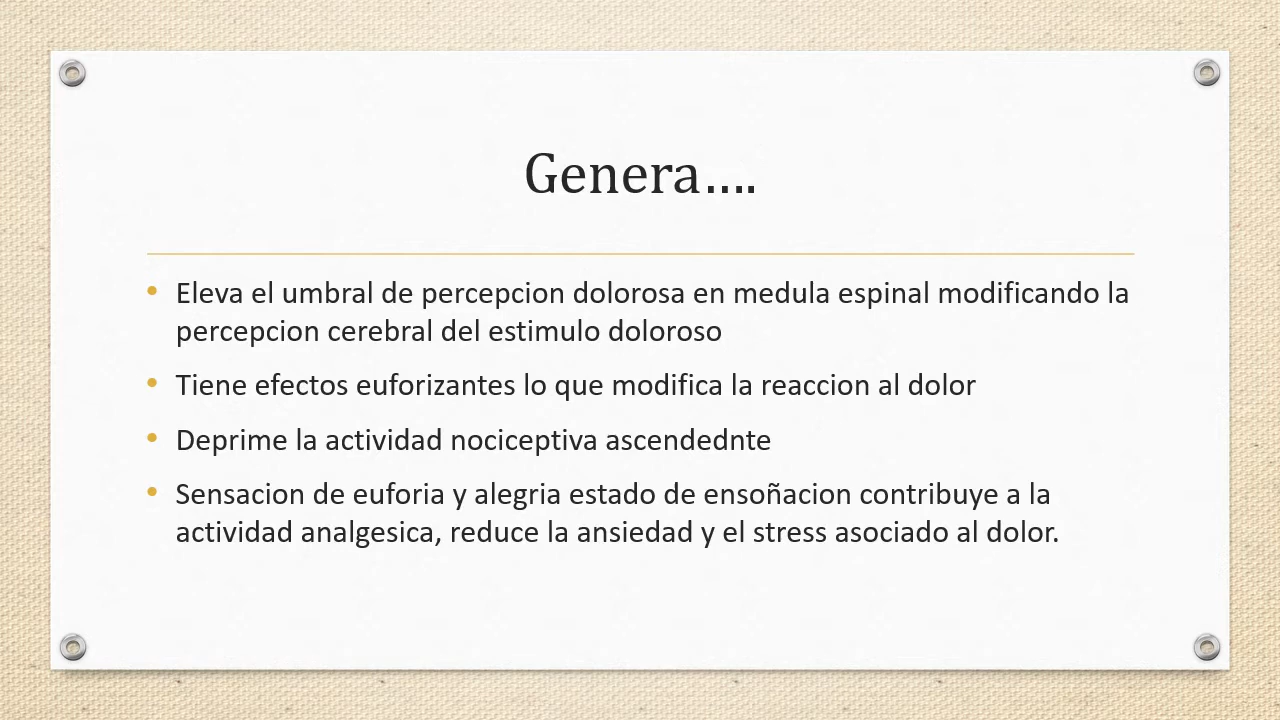 Genera....
• Eleva el umbral de percepcion dolorosa en medula espinal modificando la
percepcion cerebral del estimulo doloroso
• Tiene efectos euforizantes lo que modifica la reaccion al dolor
• Deprime la actividad nociceptiva ascendednte
• Sensacion de euforia y alegria estado de ensoñacion contribuye a la
actividad analgesica, reduce la ansiedad y el stress asociado al dolor.